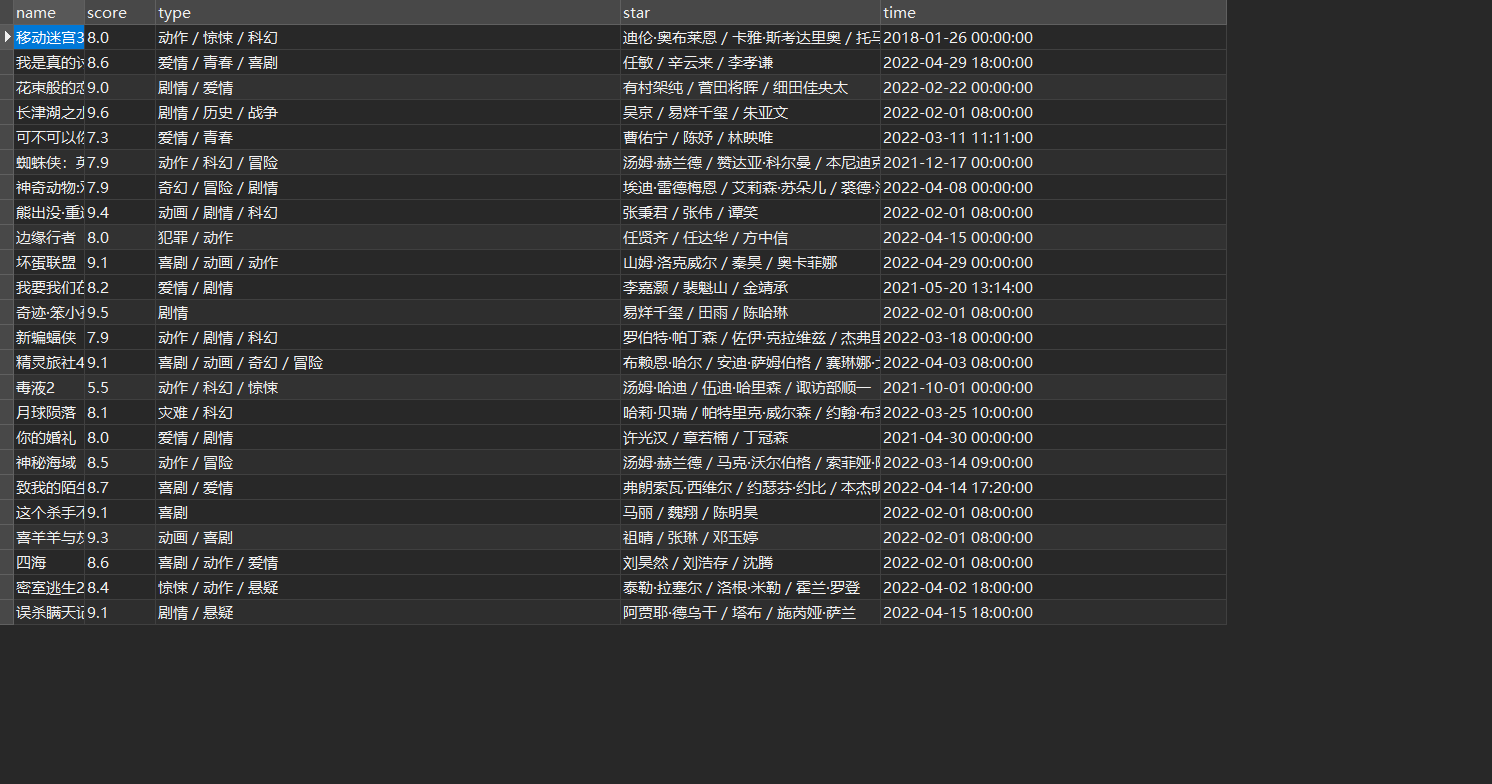 name score type star time
移动迷宫3 8.0 动作 / 惊悚 / 科幻 迪伦·奥布莱恩 / 卡雅·斯考达里奥 / 托马 2018-01-26 00:00:00
我是真的讨 8.6 爱情 / 青春 / 喜剧 任敏 / 辛云来 / 李孝谦 2022-04-29 18:00:00
花束般的恋 9.0 剧情 / 爱情 有村架纯 / 菅田将晖 / 细田佳央太 2022-02-22 00:00:00
长津湖之水 9.6 剧情 / 历史 / 战争 吴京 / 易烊千玺 / 朱亚文 2022-02-01 08:00:00
可不可以你 7.3 爱情 / 青春 曹佑宁 / 陈妤 / 林映唯 2022-03-11 11:11:00
蜘蛛侠：英 7.9 动作 / 科幻 / 冒险 汤姆·赫兰德 / 赞达亚·科尔曼 / 本尼迪克 2021-12-17 00:00:00
神奇动物: 7.9 奇幻 / 冒险 / 剧情 埃迪·雷德梅恩 / 艾莉森·苏朵儿 / 裘德· 2022-04-08 00:00:00
熊出没·重返 9.4 动画 / 剧情 / 科幻 张秉君 / 张伟 / 谭笑 2022-02-01 08:00:00
边缘行者 8.0 犯罪 / 动作 任贤齐 / 任达华 / 方中信 2022-04-15 00:00:00
坏蛋联盟 9.1 喜剧 / 动画 / 动作 山姆·洛克威尔 / 秦昊 / 奥卡菲娜 2022-04-29 00:00:00
我要我们在 8.2 爱情 / 剧情 李嘉灏 / 裴魁山 / 金靖承 2021-05-20 13:14:00
奇迹·笨小孩 9.5 剧情 易烊千玺 / 田雨 / 陈哈琳 2022-02-01 08:00:00
新蝙蝠侠 7.9 动作 / 剧情 / 科幻 罗伯特·帕丁森 / 佐伊·克拉维兹 / 杰弗里 2022-03-18 00:00:00
精灵旅社4 9.1 喜剧 / 动画 / 奇幻 / 冒险 布赖恩·哈尔 / 安迪·萨姆伯格 / 塞琳娜· 2022-04-03 08:00:00
毒液2 5.5 动作 / 科幻 / 惊悚 汤姆·哈迪 / 伍迪·哈里森 / 诹访部顺一 2021-10-01 00:00:00
月球陨落 8.1 灾难 / 科幻 哈莉·贝瑞 / 帕特里克·威尔森 / 约翰·布莱 2022-03-25 10:00:00
你的婚礼 8.0 爱情 / 剧情 许光汉 / 章若楠 / 丁冠森 2021-04-30 00:00:00
神秘海域 8.5 动作 / 冒险 汤姆·赫兰德 / 马克·沃尔伯格 / 索菲娅· 2022-03-14 09:00:00
致我的陌生 8.7 喜剧 / 爱情 弗朗索瓦·西维尔 / 约瑟芬·约比 / 本杰明 2022-04-14 17:20:00
这个杀手不 9.1 喜剧 马丽 / 魏翔 / 陈明昊 2022-02-01 08:00:00
喜羊羊与灰 9.3 动画 / 喜剧 祖晴 / 张琳 / 邓玉婷 2022-02-01 08:00:00
四海 8.6 喜剧 / 动作 / 爱情 刘昊然 / 刘浩存 / 沈腾 2022-02-01 08:00:00
密室逃生2 8.4 惊悚 / 动作 / 悬疑 泰勒·拉塞尔 / 洛根·米勒 / 霍兰·罗登 2022-04-02 18:00:00
误杀瞒天记 9.1 剧情 / 悬疑 阿贾耶·德乌干 / 塔布 / 施芮娅·萨兰 2022-04-15 18:00:00